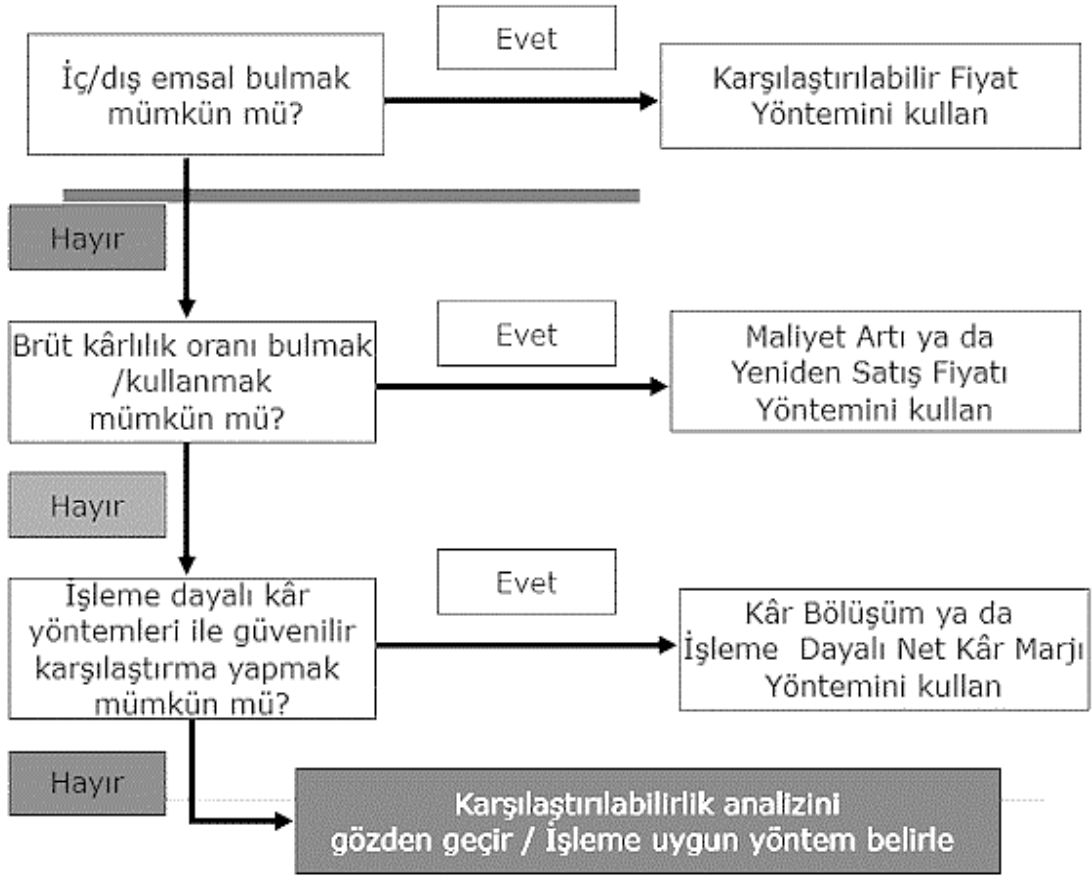 İç/dış emsal bulmak
mümkün mü?
Evet
Karşılaştırılabilir Fiyat
Yöntemini kullan
Hayır
Brüt kârlılık oranı bulmak
/kullanmak
mümkün mü?
Evet
Maliyet Artı ya da
Yeniden Satış Fiyatı
Yöntemini kullan
Hayır
İşleme dayalı kâr
yöntemleri ile güvenilir
karşılaştırma yapmak
mümkün mü?
Evet
Kâr Bölüşüm ya da
İşleme Dayalı Net Kâr Marjı
Yöntemini kullan
Hayır
Karşılaştırılabilirlik analizini
gözden geçir / İşleme uygun yöntem belirle